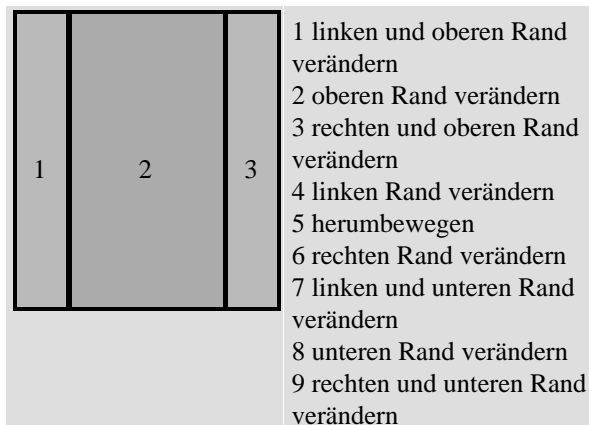 1 2 3
1 linken und oberen Rand
verändern
2 oberen Rand verändern
3 rechten und oberen Rand
verändern
4 linken Rand verändern
5 herumbewegen
6 rechten Rand verändern
7 linken und unteren Rand
verändern
8 unteren Rand verändern
9 rechten und unteren Rand
verändern